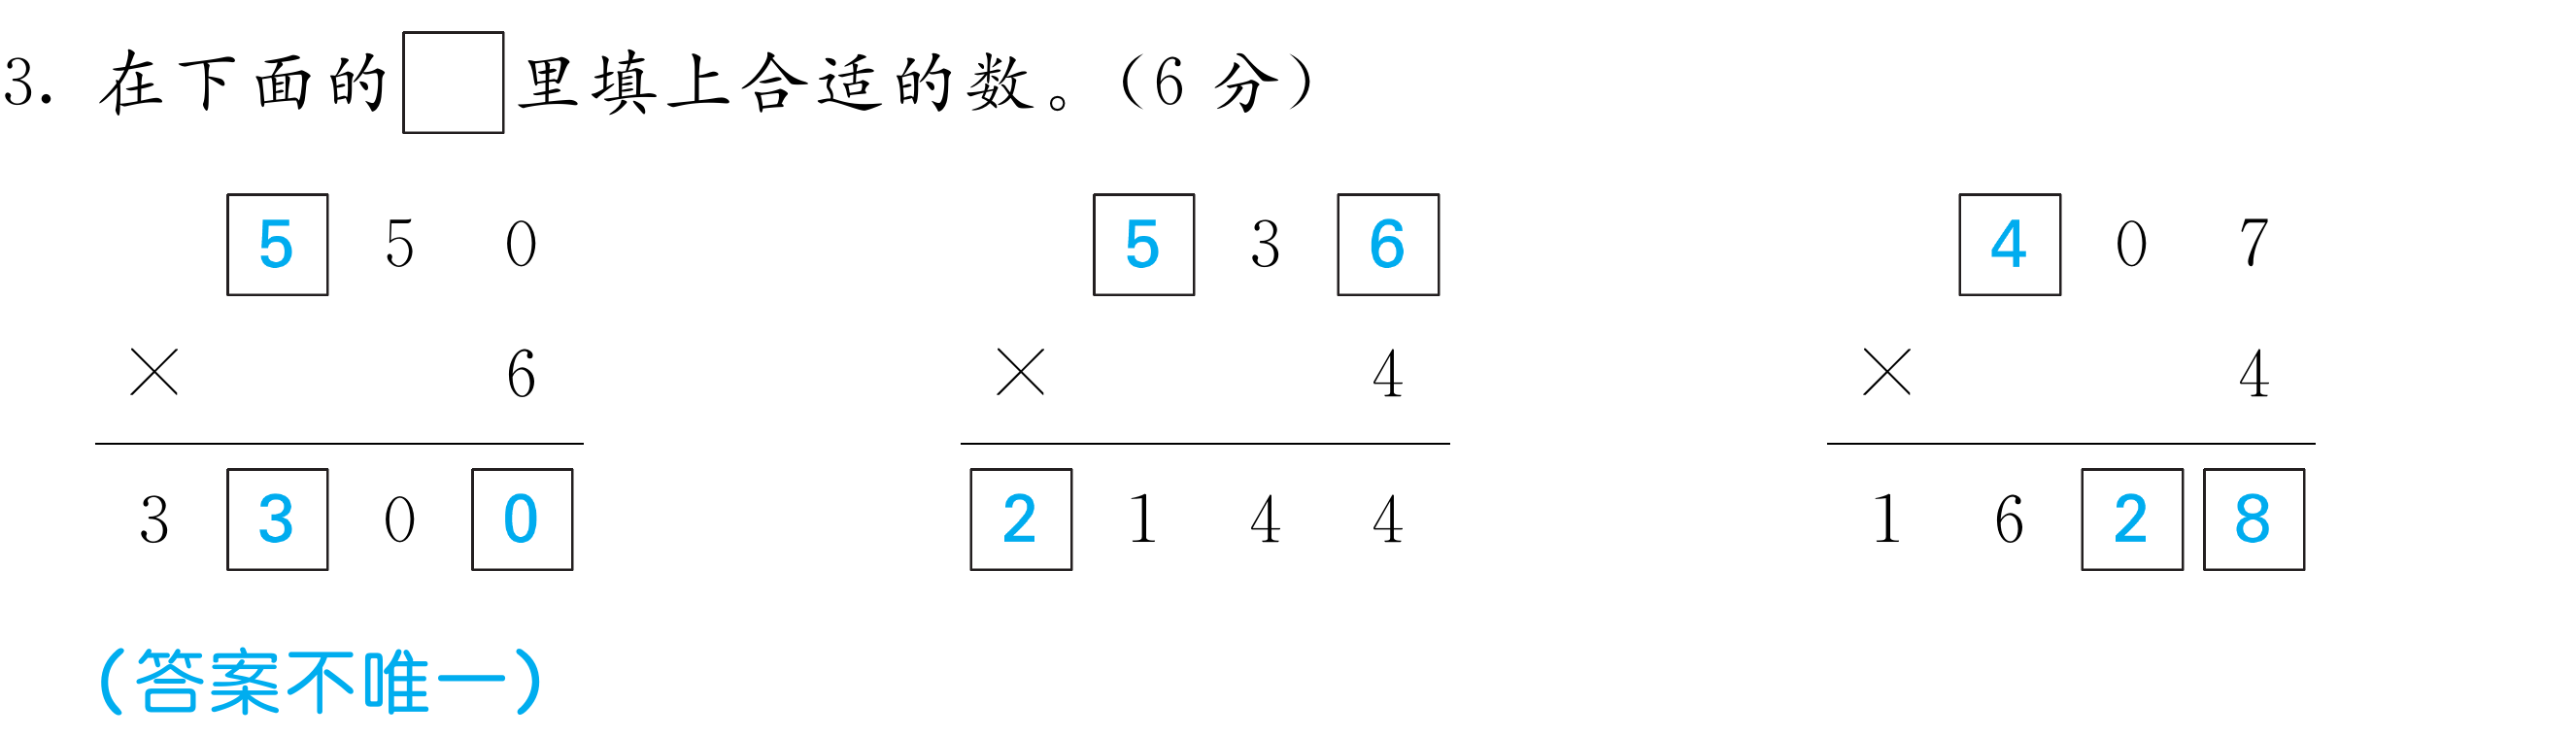 3. 在下面的□里填上合适的数。(6 分)
5 5 0 5 3 6 4 0 7
× 6 × 4 × 4
3 3 0 0 2 1 4 4 1 6 2 8
(答案不唯一)